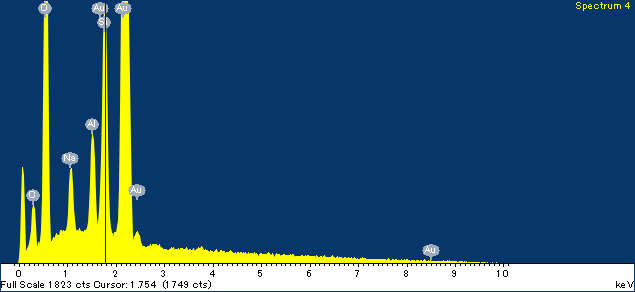 Spectrum 4
O Au Au
Si
Al
Na
C
Au
Au
0 1 2 3 4 5 6 7 8 9 10
Full Scale 1823 cts Cursor: 1.754 (1749 cts) keV